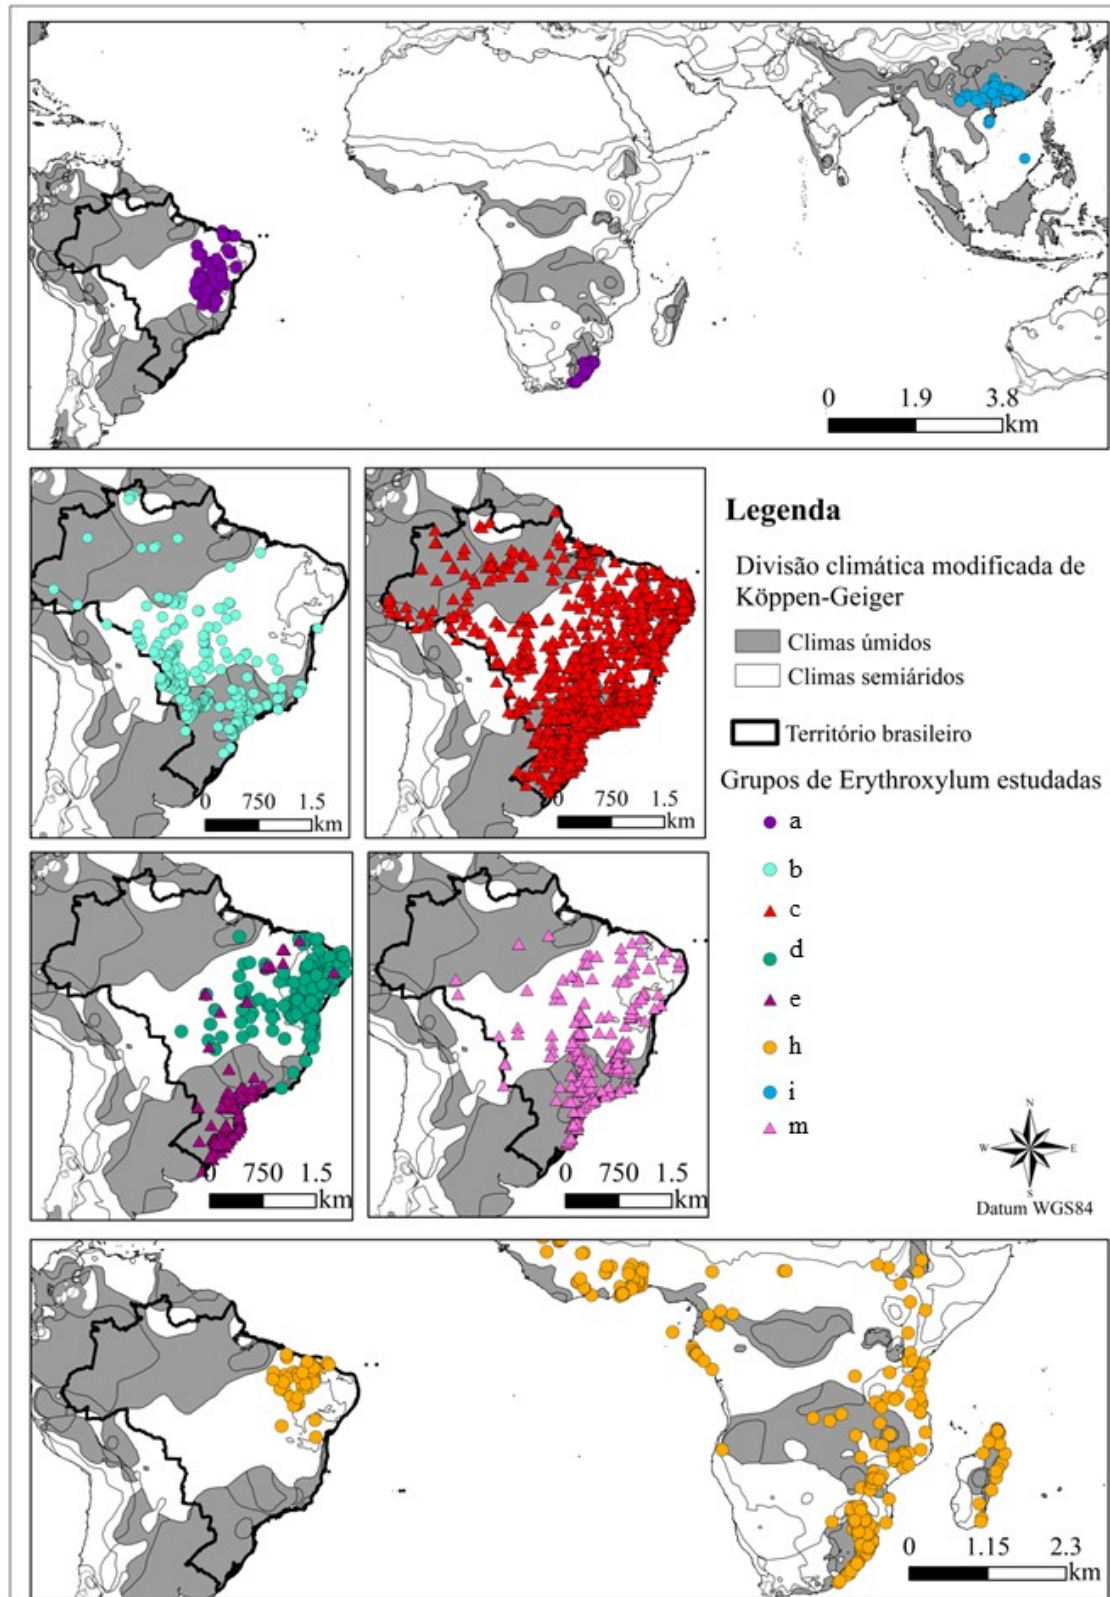 0 1.9 3.8
km
Legenda
Divisão climática modificada de
Köppen-Geiger
Climas úmidos
Climas semiáridos
Território brasileiro
Grupos de Erythroxylum estudadas
a
b
c
d
e
h
i
m
0 750 1.5
km
0 750 1.5
km
0 750 1.5
km
0 750 1.5
km
N
W E
S
Datum WGS84
0 1.15 2.3
km